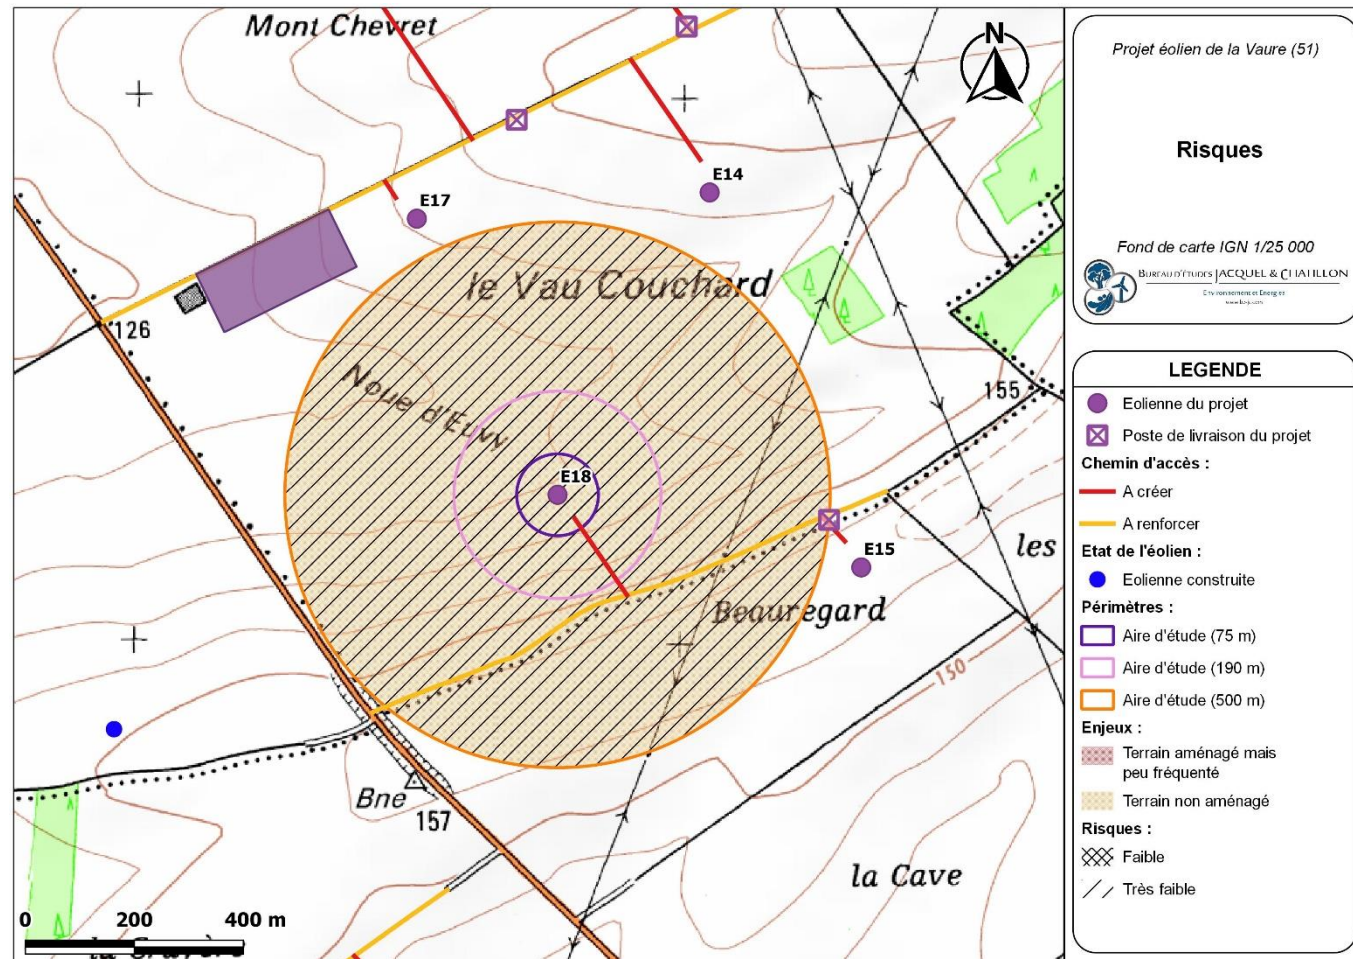 Mont Chevret
N
E14
E17
le Vau Couchard
126
Noue d'Euvy
155
E18
les
E15
Beauregard
150
Bne
157
la Cave
0 200 400 m
Projet éolien de la Vaure (51)
Risques
Fond de carte IGN 1/25 000
BUREAU D'ÉTUDES JACQUEL & CHATILLON
Environnement et Energies
LEGENDE
Eolienne du projet
Poste de livraison du projet
Chemin d'accès :
A créer
A renforcer
Etat de l'éolien :
Eolienne construite
Périmètres :
Aire d'étude (75 m)
Aire d'étude (190 m)
Aire d'étude (500 m)
Enjeux :
Terrain aménagé mais
peu fréquenté
Terrain non aménagé
Risques :
Faible
Très faible